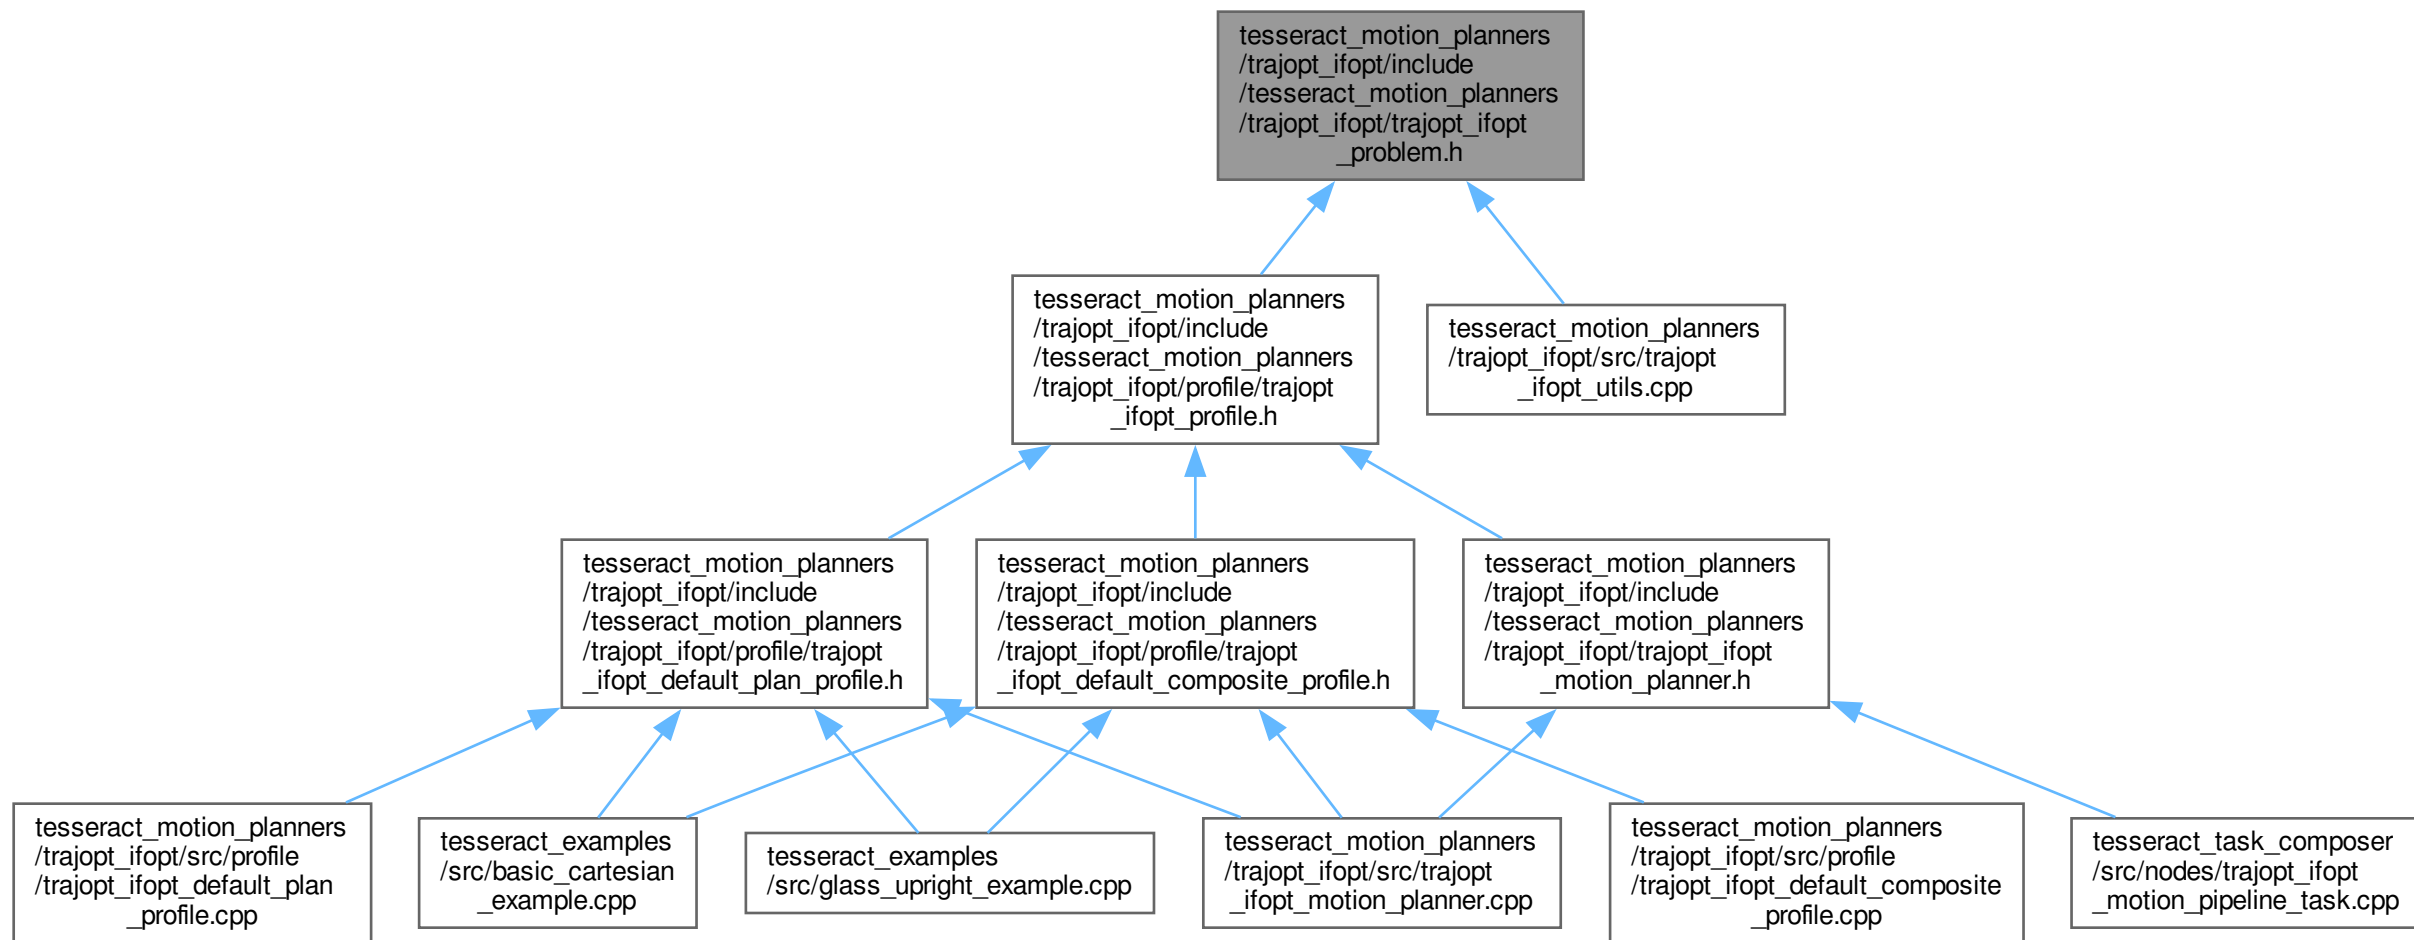 tesseract_motion_planners
/trajopt_ifopt/include
/tesseract_motion_planners
/trajopt_ifopt/trajopt_ifopt
_problem.h
tesseract_motion_planners
/trajopt_ifopt/include
/tesseract_motion_planners
/trajopt_ifopt/profile/trajopt
_ifopt_profile.h
tesseract_motion_planners
/trajopt_ifopt/src/trajopt
_ifopt_utils.cpp
tesseract_motion_planners
/trajopt_ifopt/include
/tesseract_motion_planners
/trajopt_ifopt/profile/trajopt
_ifopt_default_plan_profile.h
tesseract_motion_planners
/trajopt_ifopt/include
/tesseract_motion_planners
/trajopt_ifopt/profile/trajopt
_ifopt_default_composite_profile.h
tesseract_motion_planners
/trajopt_ifopt/include
/tesseract_motion_planners
/trajopt_ifopt/trajopt_ifopt
_motion_planner.h
tesseract_motion_planners
/trajopt_ifopt/src/profile
/trajopt_ifopt_default_plan
_profile.cpp
tesseract_examples
/src/basic_cartesian
_example.cpp
tesseract_examples
/src/glass_upright_example.cpp
tesseract_motion_planners
/trajopt_ifopt/src/trajopt
_ifopt_motion_planner.cpp
tesseract_motion_planners
/trajopt_ifopt/src/profile
/trajopt_ifopt_default_composite
_profile.cpp
tesseract_task_composer
/src/nodes/trajopt_ifopt
_motion_pipeline_task.cpp